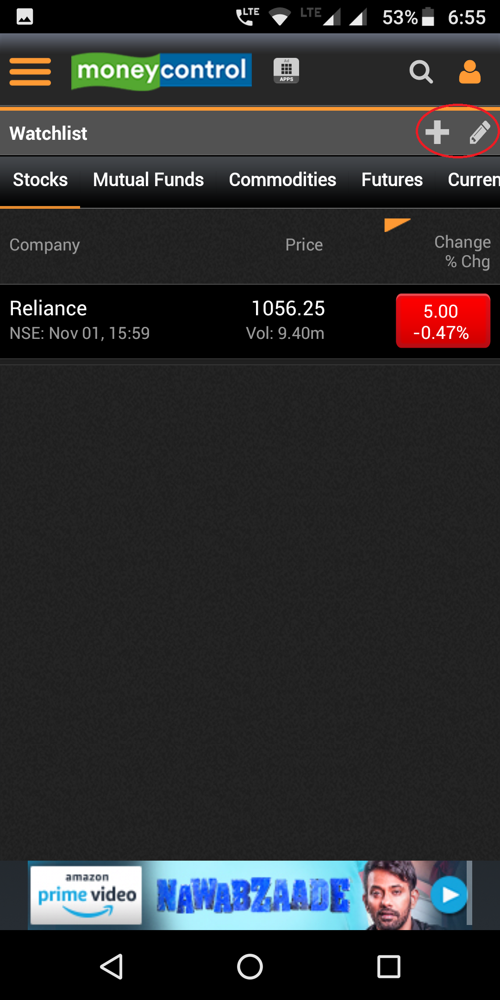 LTE LTE 53% 6:55
moneycontrol
Ad
APPS
Watchlist
Stocks Mutual Funds Commodities Futures Curren
Company Price Change
% Chg
Reliance 1056.25 5.00
NSE: Nov 01, 15:59 Vol: 9.40m -0.47%
amazon
prime video
NAWABZAADE